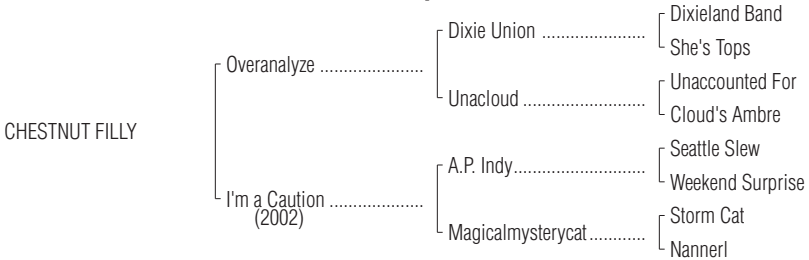 Dixieland Band
Dixie Union ......................
She's Tops
Overanalyze ......................
Unaccounted For
Unacloud ..........................
Cloud's Ambre
CHESTNUT FILLY
Seattle Slew
A.P. Indy............................
Weekend Surprise
I'm a Caution ....................
(2002)
Storm Cat
Magicalmysterycat............
Nannerl